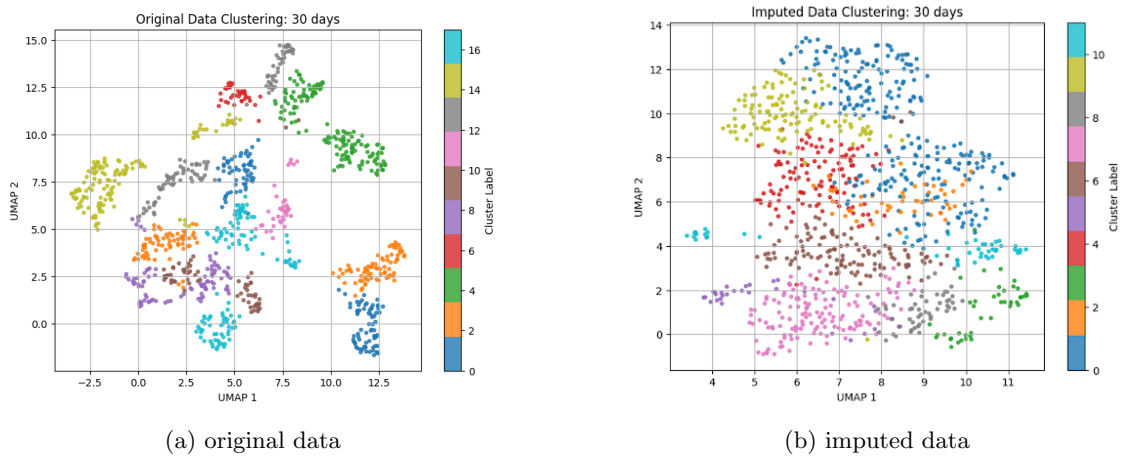 Original Data Clustering: 30 days
15.0
12.5
10.0
7.5
5.0
2.5
0.0
UMAP 2
−2.5 0.0 2.5 5.0 7.5 10.0 12.5
UMAP 1
16
14
12
10
8
6
4
2
0
Cluster Label
(a) original data
Imputed Data Clustering: 30 days
14
12
10
8
6
4
2
0
UMAP 2
4 5 6 7 8 9 10 11
UMAP 1
10
8
6
4
2
0
Cluster Label
(b) imputed data